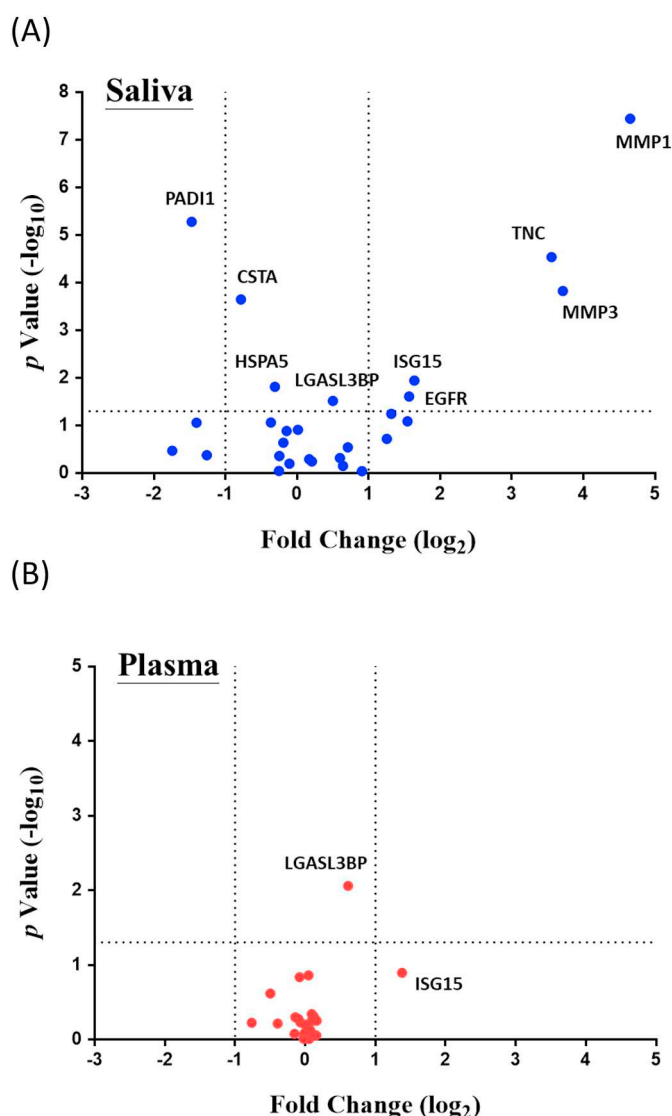 (A)
Saliva
8
7
6
5
4
3
2
1
0
p Value (-log10)
MMP1
PADI1
TNC
CSTA
MMP3
HSPA5
LGASL3BP
ISG15
EGFR
-3 -2 -1 0 1 2 3 4 5
Fold Change (log2)
(B)
Plasma
5
4
3
2
1
0
p Value (-log10)
LGASL3BP
ISG15
-3 -2 -1 0 1 2 3 4 5
Fold Change (log2)